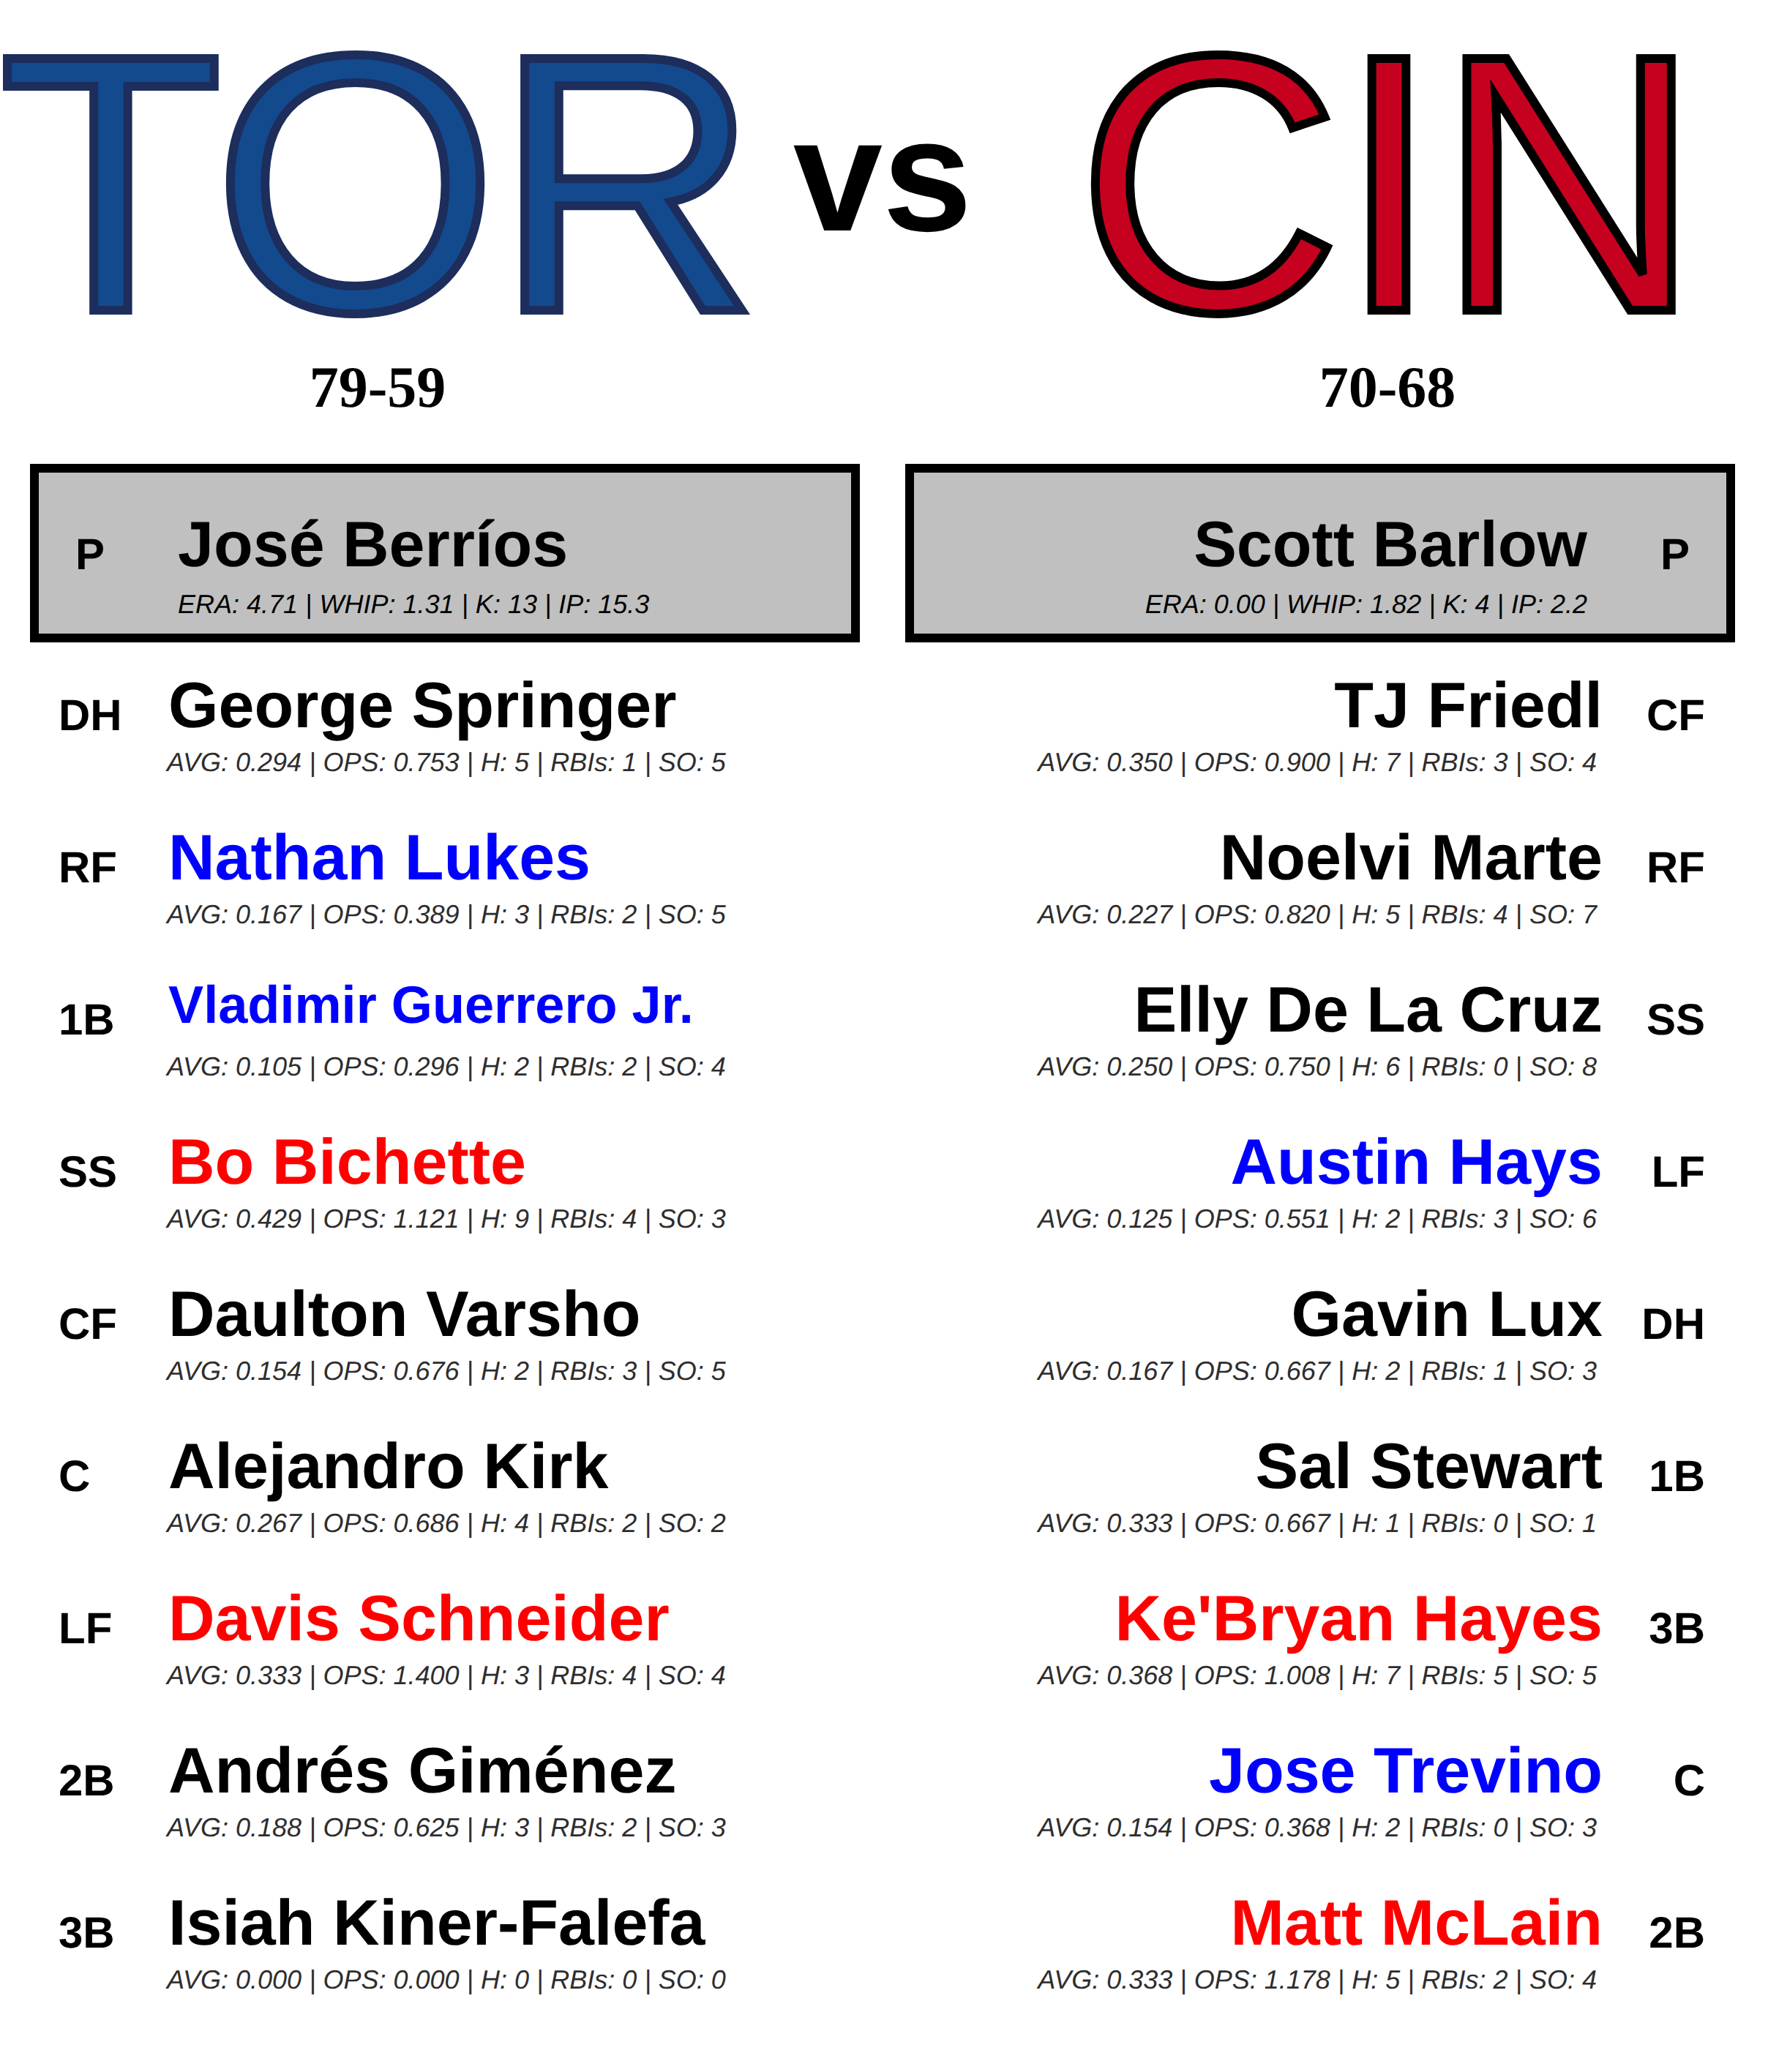 TOR vs CIN
79-59
70-68
P José Berríos
ERA: 4.71 | WHIP: 1.31 | K: 13 | IP: 15.3
Scott Barlow P
ERA: 0.00 | WHIP: 1.82 | K: 4 | IP: 2.2
DH George Springer
AVG: 0.294 | OPS: 0.753 | H: 5 | RBIs: 1 | SO: 5
RF Nathan Lukes
AVG: 0.167 | OPS: 0.389 | H: 3 | RBIs: 2 | SO: 5
1B Vladimir Guerrero Jr.
AVG: 0.105 | OPS: 0.296 | H: 2 | RBIs: 2 | SO: 4
SS Bo Bichette
AVG: 0.429 | OPS: 1.121 | H: 9 | RBIs: 4 | SO: 3
CF Daulton Varsho
AVG: 0.154 | OPS: 0.676 | H: 2 | RBIs: 3 | SO: 5
C Alejandro Kirk
AVG: 0.267 | OPS: 0.686 | H: 4 | RBIs: 2 | SO: 2
LF Davis Schneider
AVG: 0.333 | OPS: 1.400 | H: 3 | RBIs: 4 | SO: 4
2B Andrés Giménez
AVG: 0.188 | OPS: 0.625 | H: 3 | RBIs: 2 | SO: 3
3B Isiah Kiner-Falefa
AVG: 0.000 | OPS: 0.000 | H: 0 | RBIs: 0 | SO: 0
TJ Friedl CF
AVG: 0.350 | OPS: 0.900 | H: 7 | RBIs: 3 | SO: 4
Noelvi Marte RF
AVG: 0.227 | OPS: 0.820 | H: 5 | RBIs: 4 | SO: 7
Elly De La Cruz SS
AVG: 0.250 | OPS: 0.750 | H: 6 | RBIs: 0 | SO: 8
Austin Hays LF
AVG: 0.125 | OPS: 0.551 | H: 2 | RBIs: 3 | SO: 6
Gavin Lux DH
AVG: 0.167 | OPS: 0.667 | H: 2 | RBIs: 1 | SO: 3
Sal Stewart 1B
AVG: 0.333 | OPS: 0.667 | H: 1 | RBIs: 0 | SO: 1
Ke'Bryan Hayes 3B
AVG: 0.368 | OPS: 1.008 | H: 7 | RBIs: 5 | SO: 5
Jose Trevino C
AVG: 0.154 | OPS: 0.368 | H: 2 | RBIs: 0 | SO: 3
Matt McLain 2B
AVG: 0.333 | OPS: 1.178 | H: 5 | RBIs: 2 | SO: 4